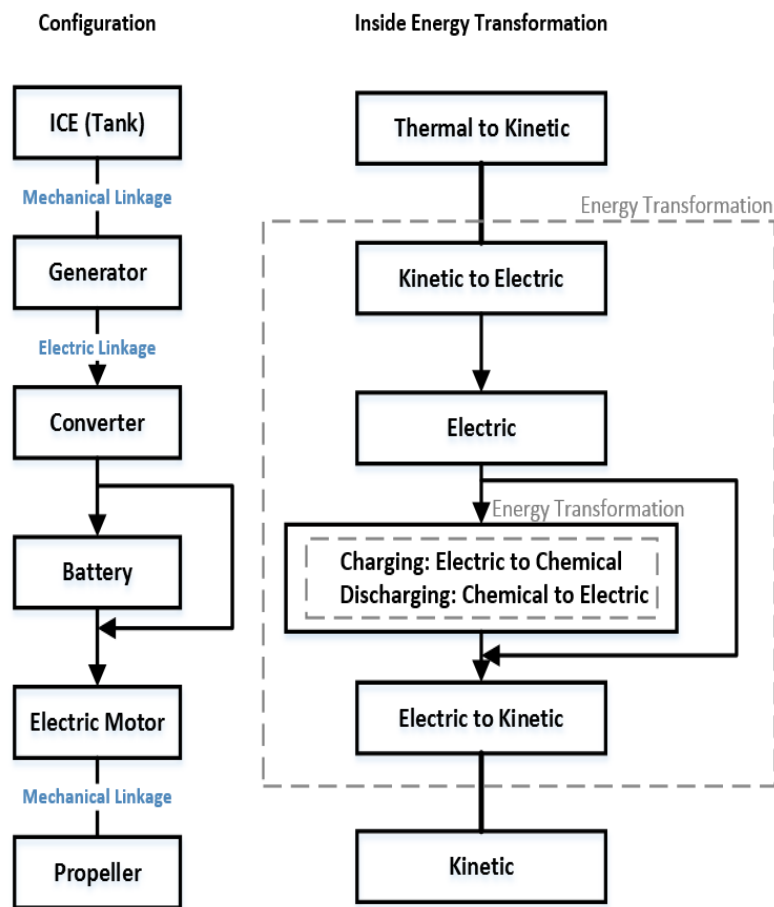 Configuration
ICE (Tank)
Mechanical Linkage
Generator
Electric Linkage
Converter
Battery
Electric Motor
Mechanical Linkage
Propeller
Inside Energy Transformation
Thermal to Kinetic
Energy Transformation
Kinetic to Electric
Electric
Energy Transformation
Charging: Electric to Chemical
Discharging: Chemical to Electric
Electric to Kinetic
Kinetic